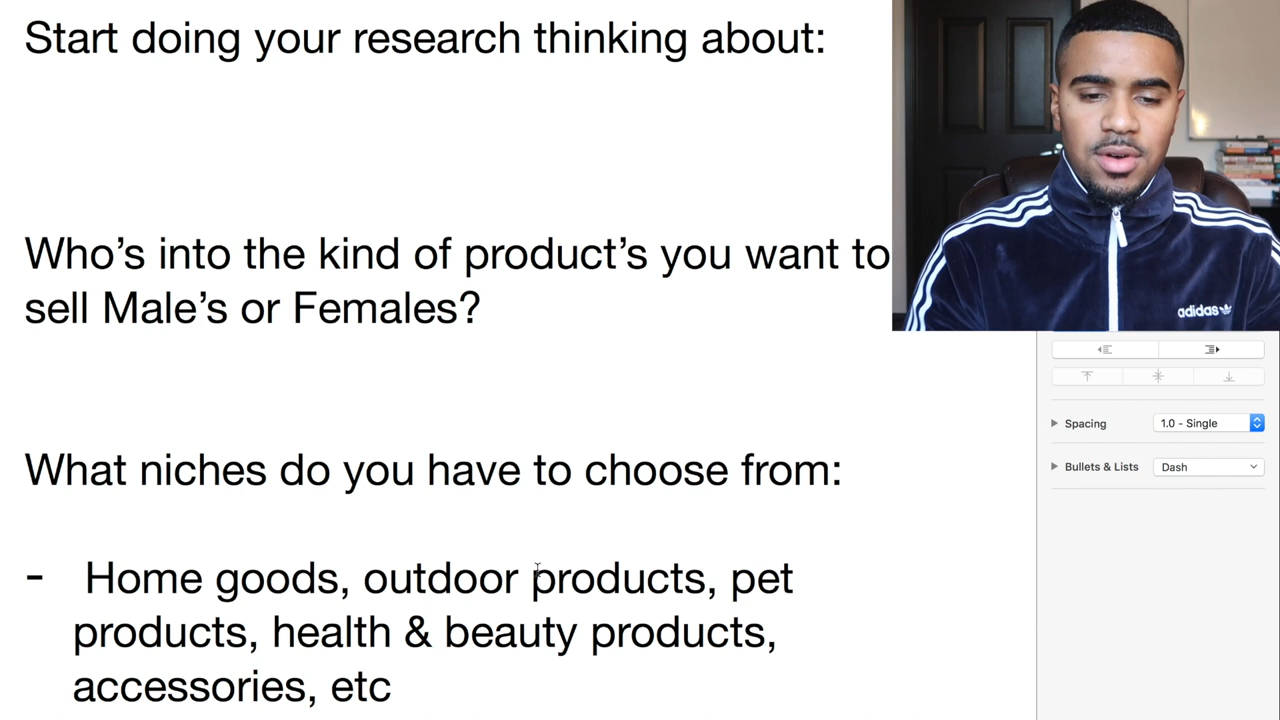 Start doing your research thinking about:
Who's into the kind of product's you want to
sell Male's or Females?
What niches do you have to choose from:
- Home goods, outdoor products, pet
products, health & beauty products,
accessories, etc
adidas
Spacing 1.0 - Single
Bullets & Lists Dash